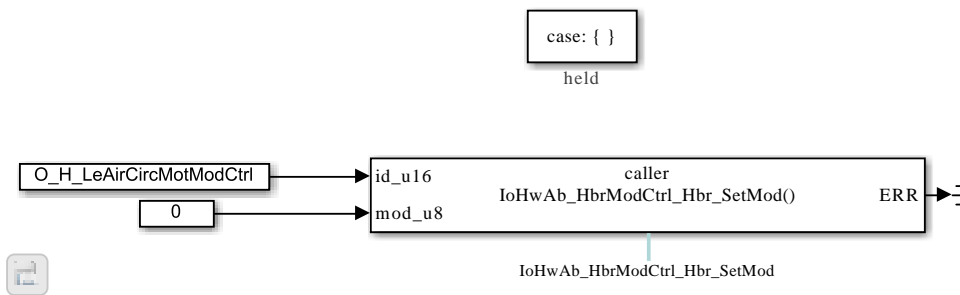 case: { }
held
O_H_LeAirCircMotModCtrl
id_u16
caller
IoHwAb_HbrModCtrl_Hbr_SetMod()
ERR
0
mod_u8
IoHwAb_HbrModCtrl_Hbr_SetMod